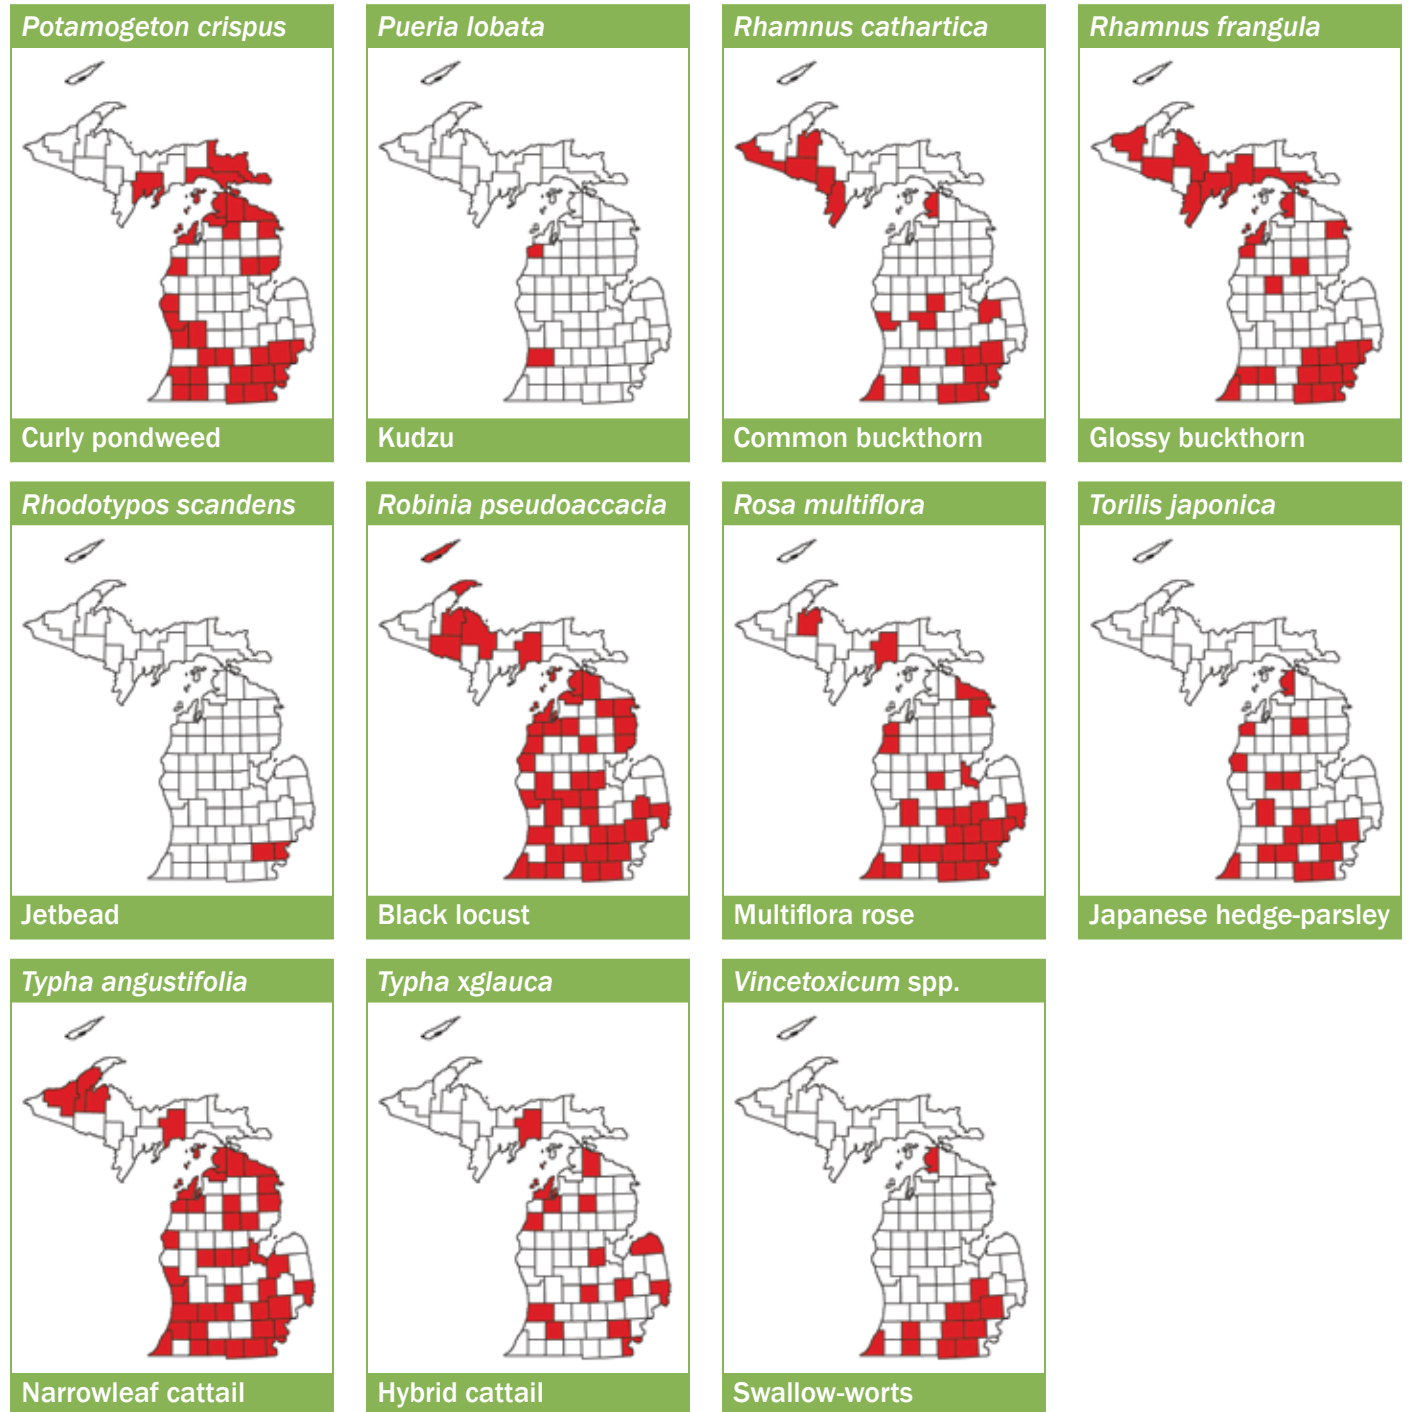 Potamogeton crispus
Pueria lobata
Rhamnus cathartica
Rhamnus frangula
Curly pondweed
Kudzu
Common buckthorn
Glossy buckthorn
Rhodotypos scandens
Robinia pseudoaccacia
Rosa multiflora
Torilis japonica
Jetbead
Black locust
Multiflora rose
Japanese hedge-parsley
Typha angustifolia
Typha xglauca
Vincetoxicum spp.
Narrowleaf cattail
Hybrid cattail
Swallow-worts